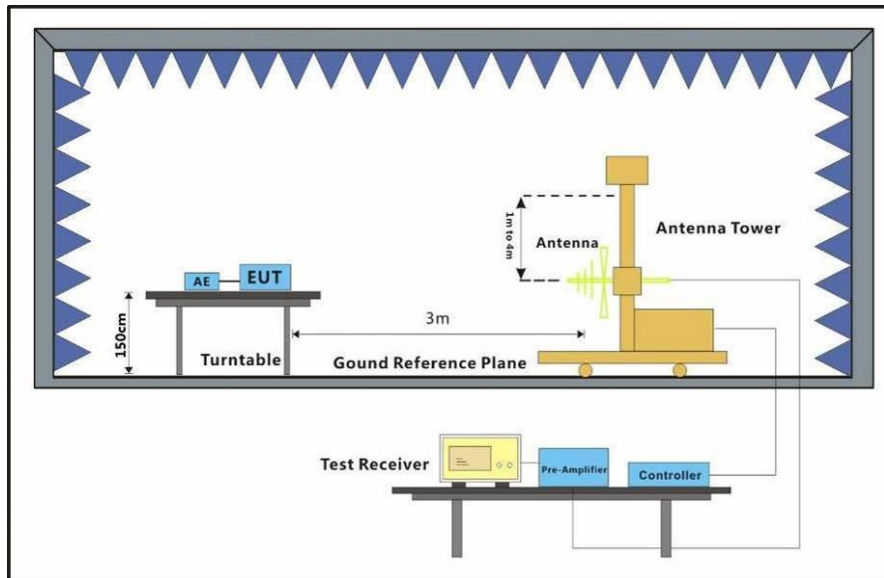 1m to 4m
Antenna
Antenna Tower
AE
EUT
150cm
3m
Turntable
Gound Reference Plane
Test Receiver
Pre-Amplifier
Controller